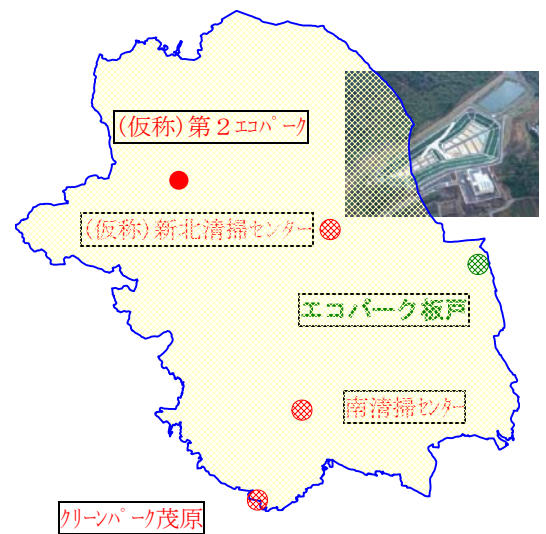 (仮称)第２ｴｺﾊﾟｰｸ
(仮称)新北清掃ｾﾝﾀｰ
エコパーク板戸
南清掃ｾﾝﾀｰ
ｸﾘｰﾝﾊﾟｰｸ茂原